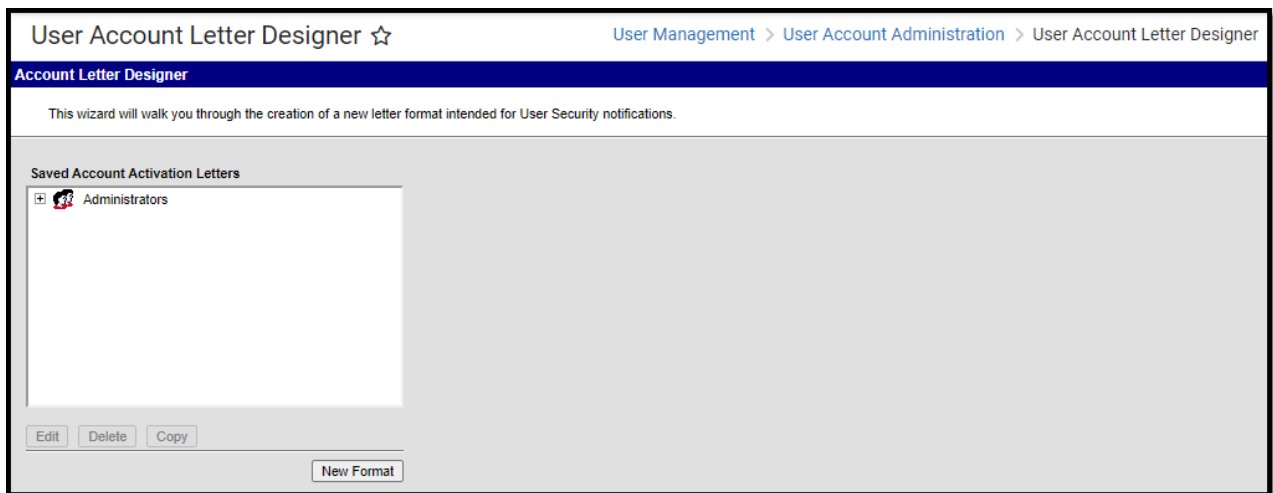 User Account Letter Designer ☆
User Management > User Account Administration > User Account Letter Designer
Account Letter Designer
This wizard will walk you through the creation of a new letter format intended for User Security notifications.
Saved Account Activation Letters
Administrators
Edit Delete Copy
New Format